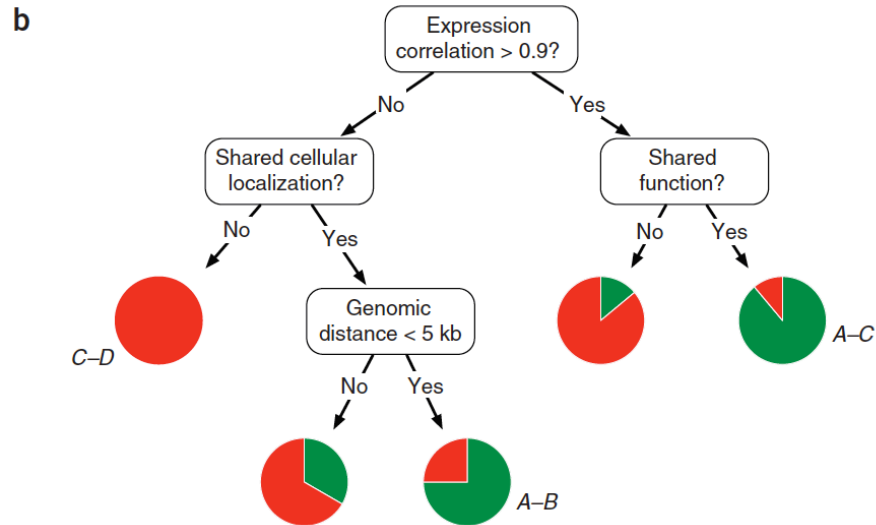 b
Expression
correlation > 0.9?
No
Yes
Shared cellular
localization?
Shared
function?
No
Yes
No
Yes
Genomic
distance < 5 kb
C–D
A–C
No
Yes
A–B